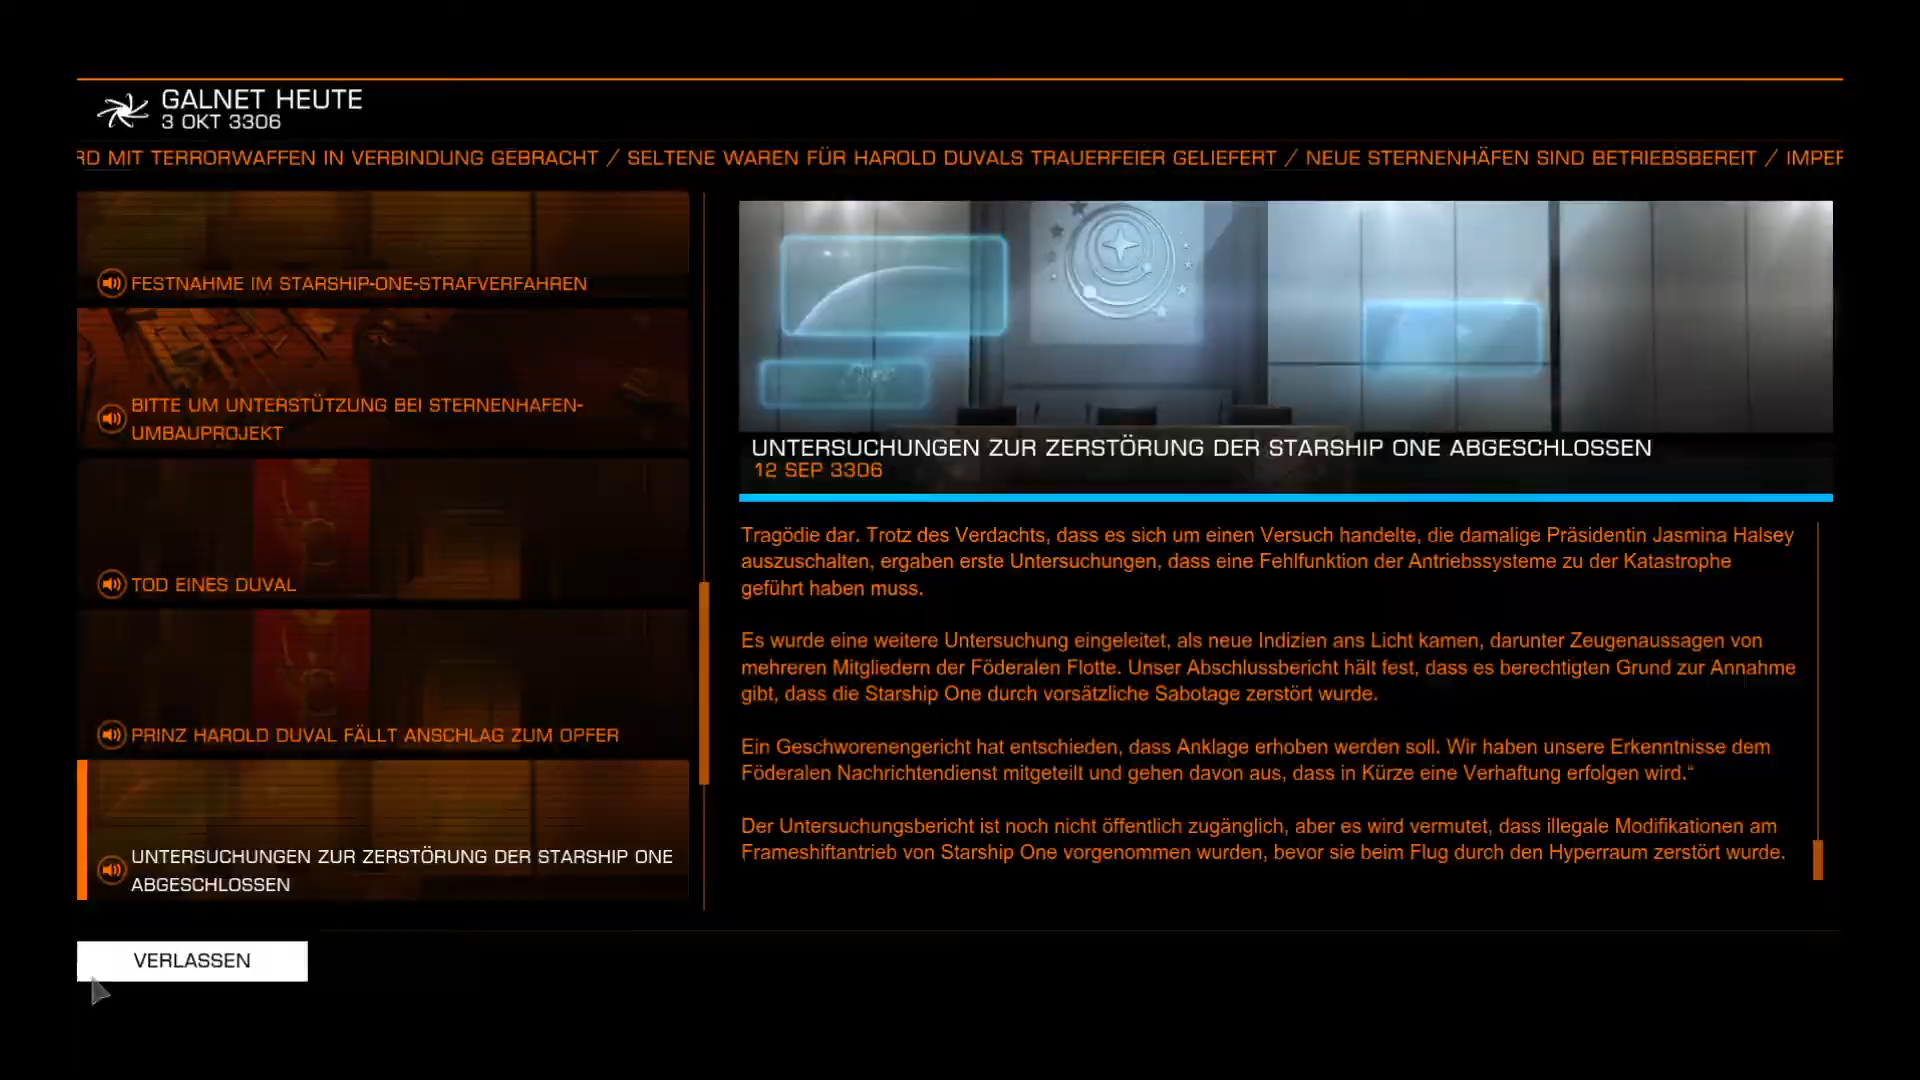 GALNET HEUTE
3 OKT 3306
RD MIT TERRORWAFFEN IN VERBINDUNG GEBRACHT / SELTENE WAREN FÜR HAROLD DUVALS TRAUERFEIER GELIEFERT / NEUE STERNENHÄFEN SIND BETRIEBSBEREIT / IMPER
FESTNAHME IM STARSHIP-ONE-STRAFVERFAHREN
BITTE UM UNTERSTÜTZUNG BEI STERNENHAFEN-
UMBAUPROJEKT
TOD EINES DUVAL
PRINZ HAROLD DUVAL FÄLLT ANSCHLAG ZUM OPFER
UNTERSUCHUNGEN ZUR ZERSTÖRUNG DER STARSHIP ONE
ABGESCHLOSSEN
UNTERSUCHUNGEN ZUR ZERSTÖRUNG DER STARSHIP ONE ABGESCHLOSSEN
12 SEP 3306
Tragödie dar. Trotz des Verdachts, dass es sich um einen Versuch handelte, die damalige Präsidentin Jasmina Halsey
auszuschalten, ergaben erste Untersuchungen, dass eine Fehlfunktion der Antriebssysteme zu der Katastrophe
geführt haben muss.
Es wurde eine weitere Untersuchung eingeleitet, als neue Indizien ans Licht kamen, darunter Zeugenaussagen von
mehreren Mitgliedern der Föderalen Flotte. Unser Abschlussbericht hält fest, dass es berechtigten Grund zur Annahme
gibt, dass die Starship One durch vorsätzliche Sabotage zerstört wurde.
Ein Geschworenengericht hat entschieden, dass Anklage erhoben werden soll. Wir haben unsere Erkenntnisse dem
Föderalen Nachrichtendienst mitgeteilt und gehen davon aus, dass in Kürze eine Verhaftung erfolgen wird.“
Der Untersuchungsbericht ist noch nicht öffentlich zugänglich, aber es wird vermutet, dass illegale Modifikationen am
Frameshiftantrieb von Starship One vorgenommen wurden, bevor sie beim Flug durch den Hyperraum zerstört wurde.
VERLASSEN